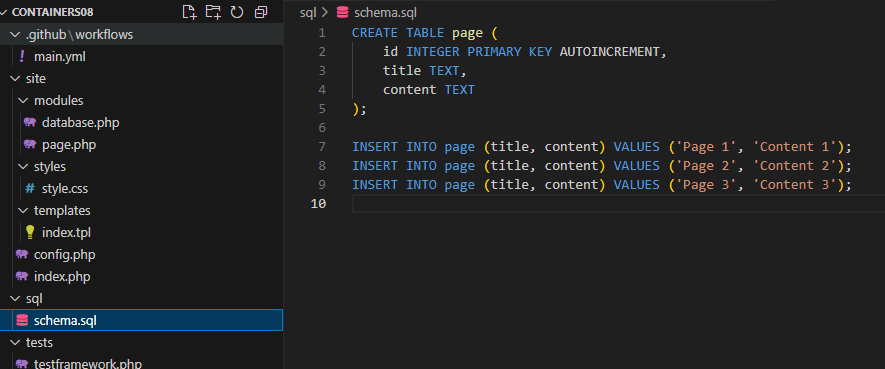 CONTAINERS08
.github\workflows
main.yml
site
modules
database.php
page.php
styles
# style.css
templates
index.tpl
config.php
index.php
sql
schema.sql
tests
testframework.php
sql > schema.sql
1 CREATE TABLE page (
2 id INTEGER PRIMARY KEY AUTOINCREMENT,
3 title TEXT,
4 content TEXT
5 );
6
7 INSERT INTO page (title, content) VALUES ('Page 1', 'Content 1');
8 INSERT INTO page (title, content) VALUES ('Page 2', 'Content 2');
9 INSERT INTO page (title, content) VALUES ('Page 3', 'Content 3');
10